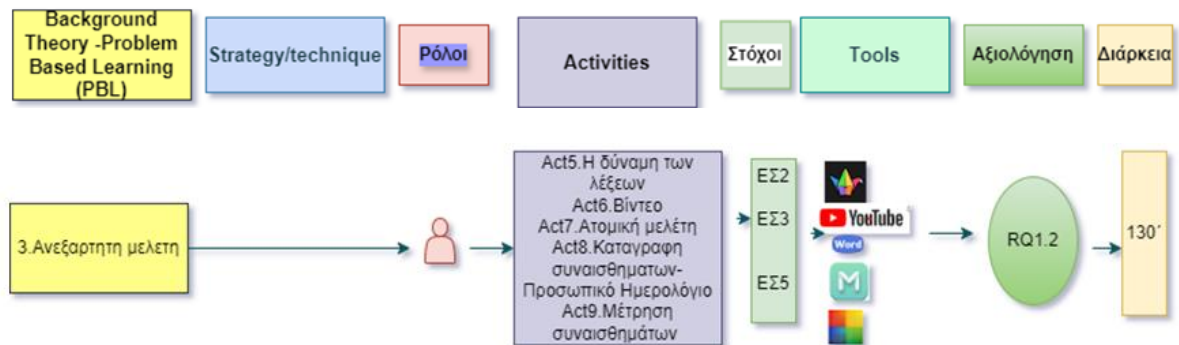 Background
Theory -Problem
Based Learning
(PBL)
Strategy/technique
Ρόλοι
Activities
Στόχοι
Tools
Αξιολόγηση
Διάρκεια
3.Ανεξαρτητη μελετη
Act5.Η δύναμη των
λέξεων
Act6.Βίντεο
Act7.Ατομική μελέτη
Act8.Καταγραφη
συναισθηματων-
Προσωπικό Ημερολόγιο
Act9.Μέτρηση
συναισθημάτων
ΕΣ2
ΕΣ3
ΕΣ5
YouTube
Word
M
RQ1.2
130΄